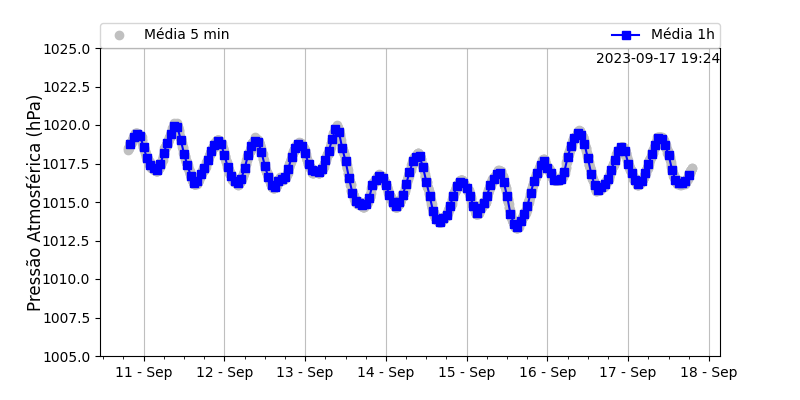 Média 5 min
Média 1h
2023-09-17 19:24
Pressão Atmosférica (hPa)
1025.0
1022.5
1020.0
1017.5
1015.0
1012.5
1010.0
1007.5
1005.0
11 - Sep
12 - Sep
13 - Sep
14 - Sep
15 - Sep
16 - Sep
17 - Sep
18 - Sep